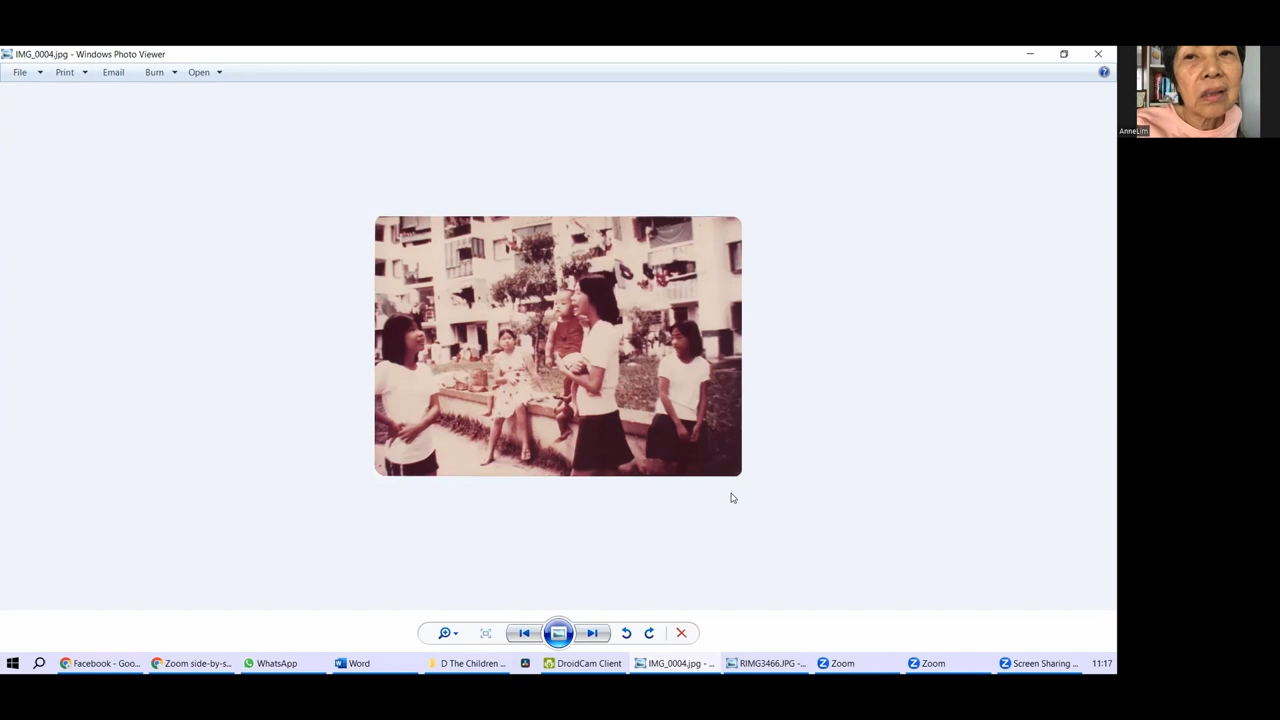 IMG_0004.jpg - Windows Photo Viewer
File Print Email Burn Open
AnneLim
Facebook - Goo... Zoom side-by-s... WhatsApp Word D The Children ... DroidCam Client IMG_0004.jpg - ... RIMG3466.JPG -... Zoom Zoom Screen Sharing ... 11:17